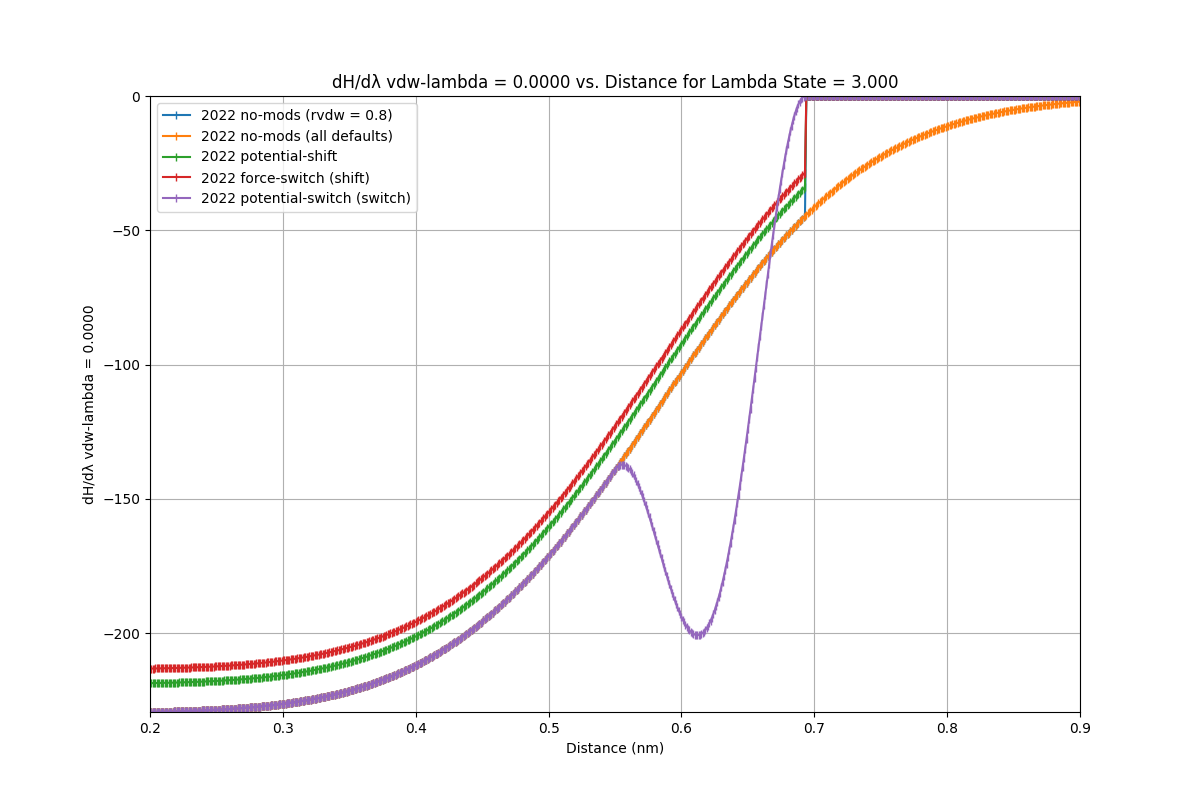 dH/dλ vdw-lambda = 0.0000 vs. Distance for Lambda State = 3.000
2022 no-mods (rvdw = 0.8)
2022 no-mods (all defaults)
2022 potential-shift
2022 force-switch (shift)
2022 potential-switch (switch)
0
−50
−100
−150
−200
dH/dλ vdw-lambda = 0.0000
0.2
0.3
0.4
0.5
0.6
0.7
0.8
0.9
Distance (nm)